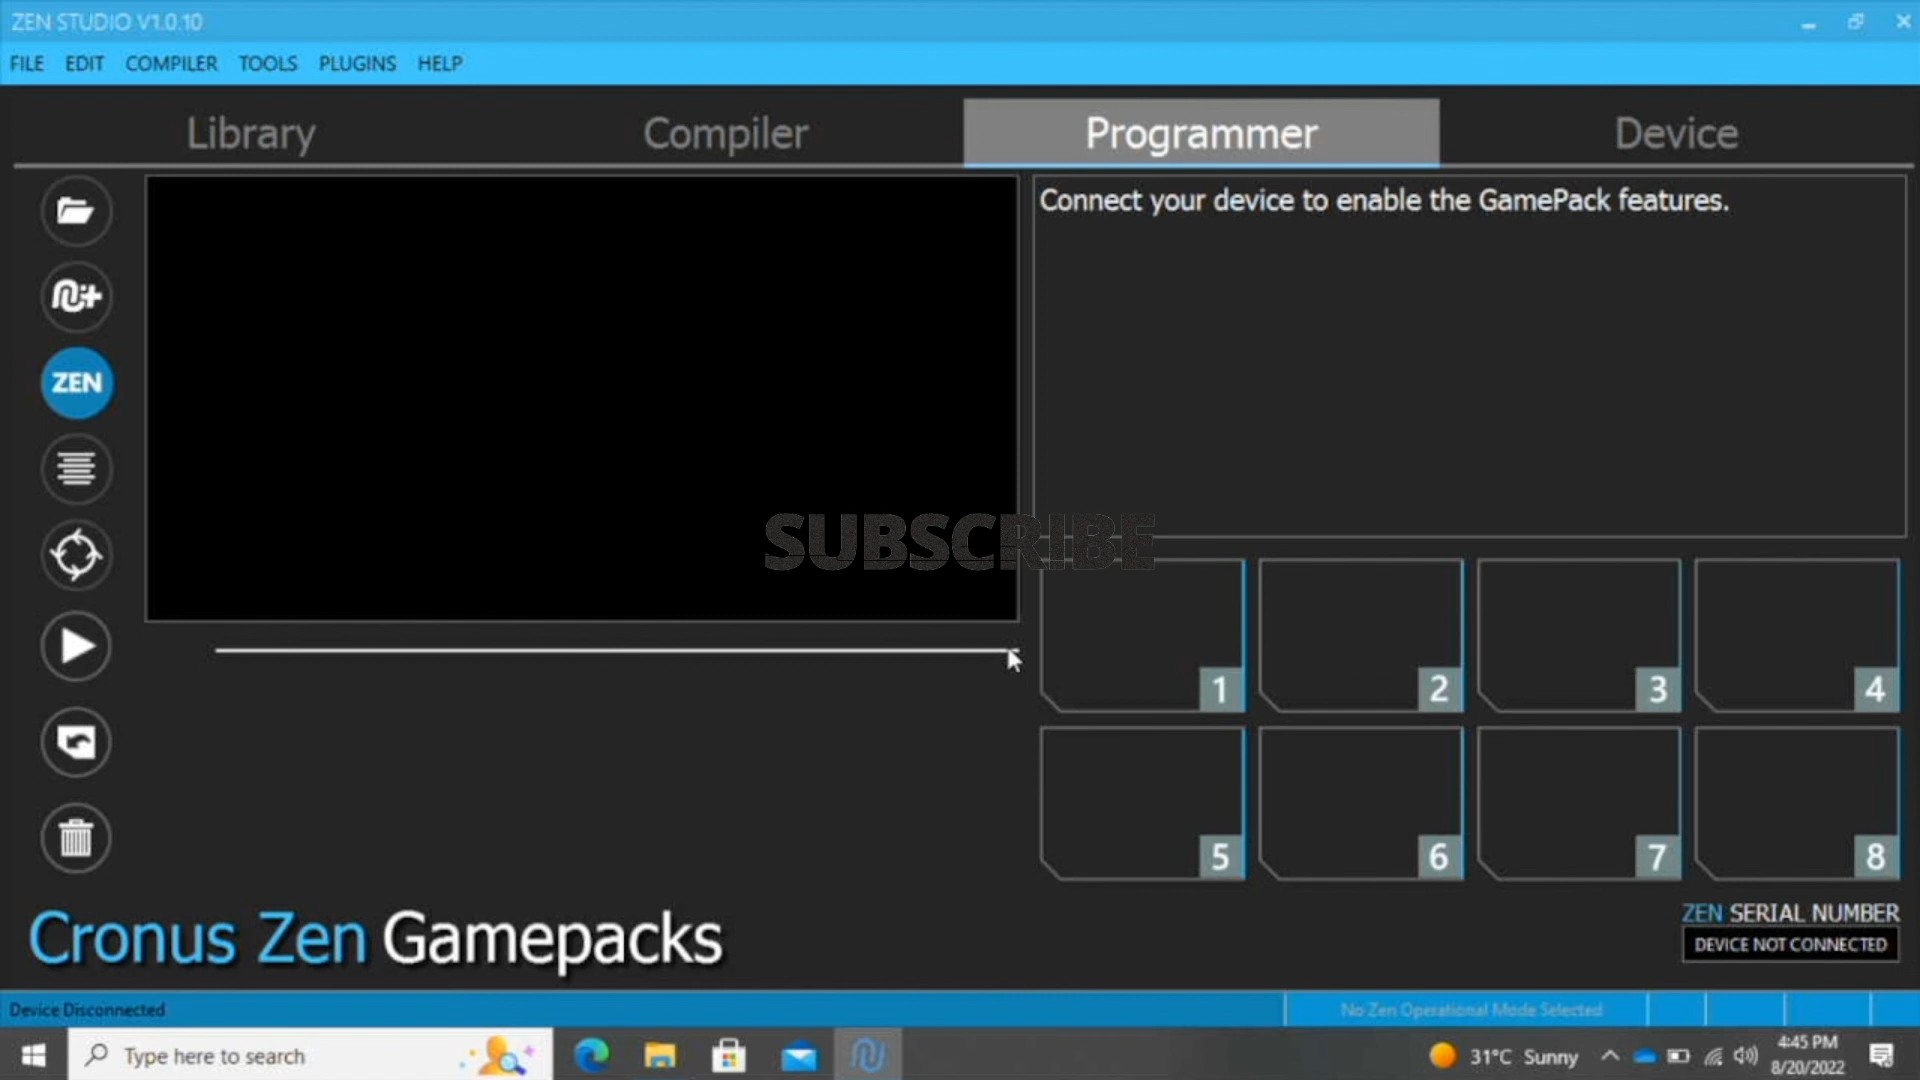 ZEN STUDIO V1.0.10
FILE EDIT COMPILER TOOLS PLUGINS HELP
Library Compiler Programmer Device
Connect your device to enable the GamePack features.
ZEN
SUBSCRIBE
1 2 3 4
5 6 7 8
Cronus Zen Gamepacks
ZEN SERIAL NUMBER
DEVICE NOT CONNECTED
Device Disconnected
No Zen Operational Mode Selected
Type here to search
31°C Sunny
4:45 PM
8/20/2022